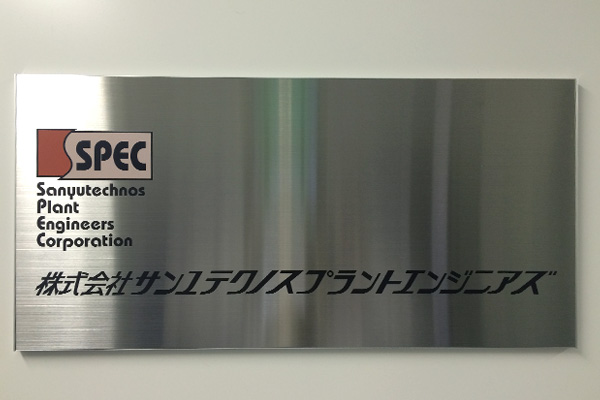 SPEC
Sanyutechnos
Plant
Engineers
Corporation
株式会社サンユテクノスプラントエンジニアズ